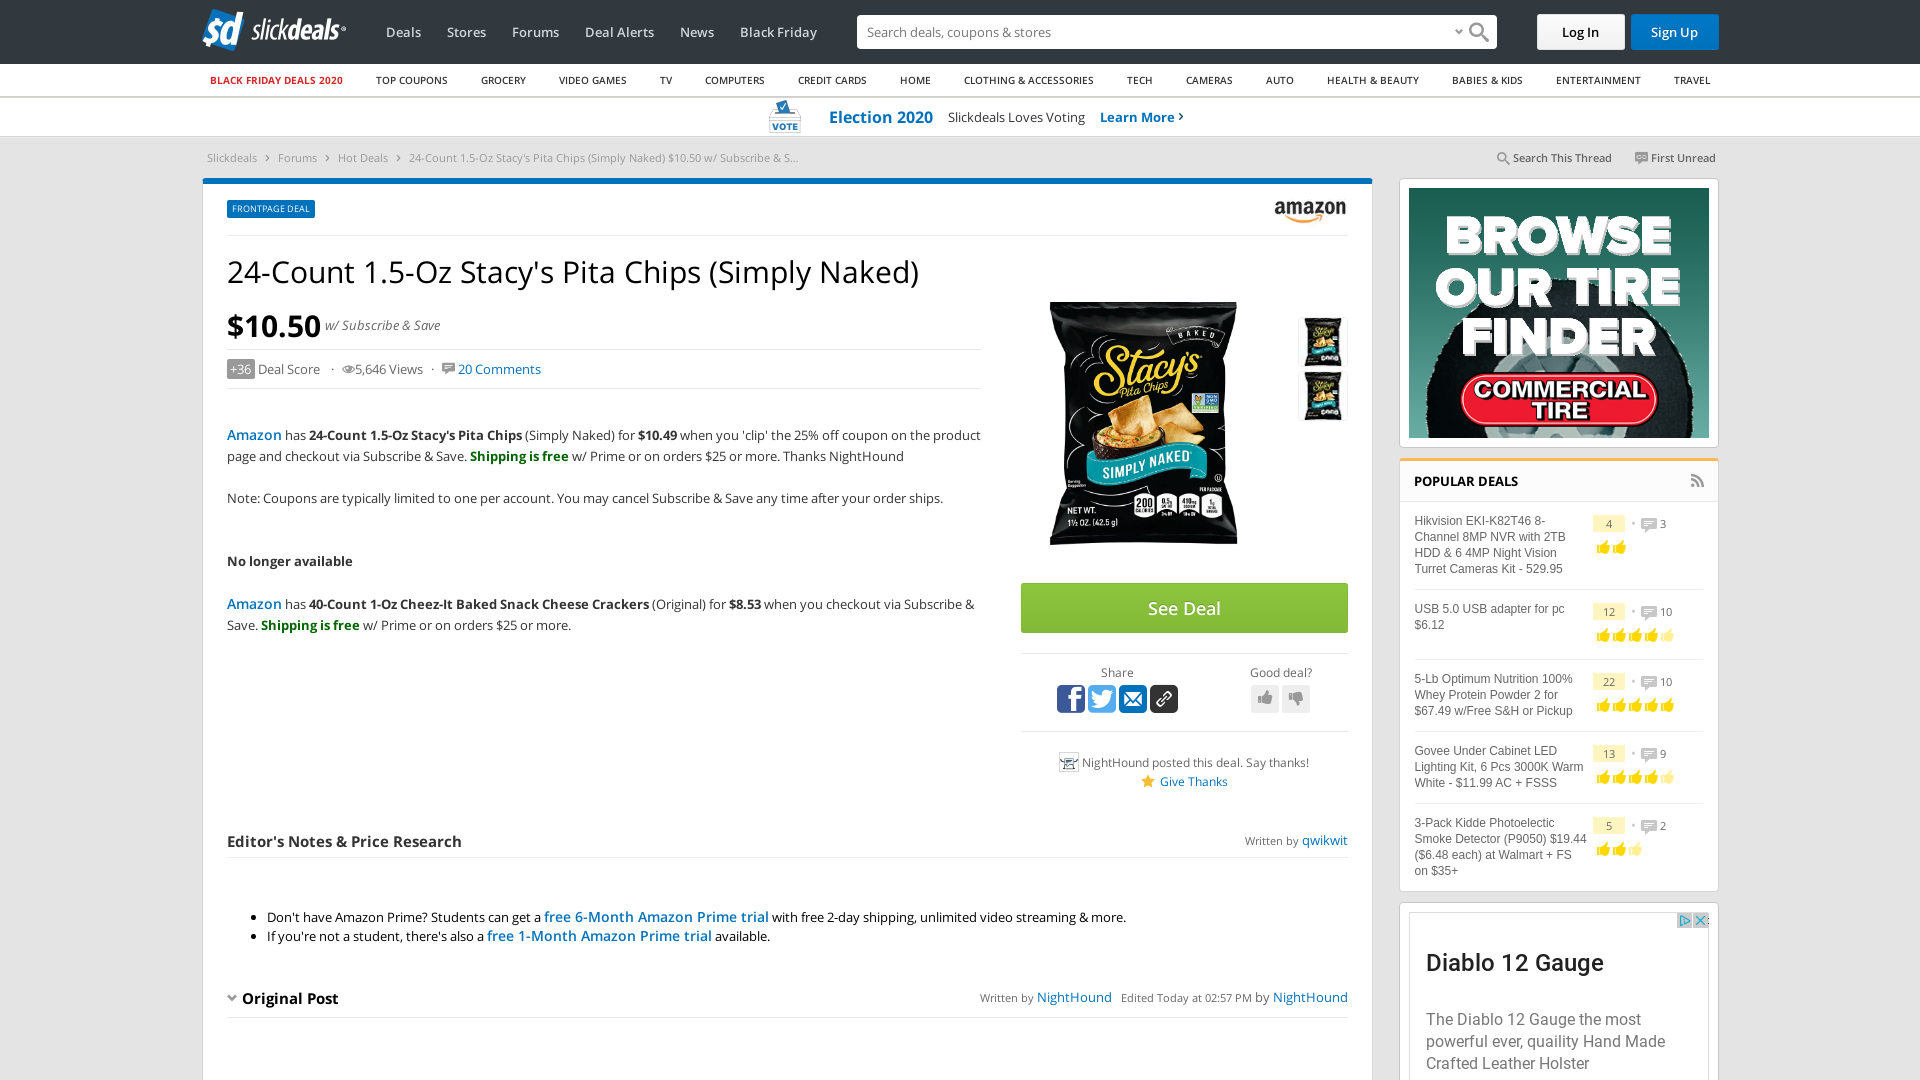 sd slickdeals
Deals
Stores
Forums
Deal Alerts
News
Black Friday
Search deals, coupons & stores
Log In
Sign Up
BLACK FRIDAY DEALS 2020
TOP COUPONS
GROCERY
VIDEO GAMES
TV
COMPUTERS
CREDIT CARDS
HOME
CLOTHING & ACCESSORIES
TECH
CAMERAS
AUTO
HEALTH & BEAUTY
BABIES & KIDS
ENTERTAINMENT
TRAVEL
VOTE
Election 2020 Slickdeals Loves Voting Learn More
Slickdeals > Forums > Hot Deals > 24-Count 1.5-Oz Stacy's Pita Chips (Simply Naked) $10.50 w/ Subscribe & S...
Search This Thread
First Unread
FRONTPAGE DEAL
amazon
24-Count 1.5-Oz Stacy's Pita Chips (Simply Naked)
$10.50 w/ Subscribe & Save
+36 Deal Score · 5,646 Views · 20 Comments
Amazon has 24-Count 1.5-Oz Stacy's Pita Chips (Simply Naked) for $10.49 when you 'clip' the 25% off coupon on the product
page and checkout via Subscribe & Save. Shipping is free w/ Prime or on orders $25 or more. Thanks NightHound
Note: Coupons are typically limited to one per account. You may cancel Subscribe & Save any time after your order ships.
No longer available
Amazon has 40-Count 1-Oz Cheez-It Baked Snack Cheese Crackers (Original) for $8.53 when you checkout via Subscribe &
Save. Shipping is free w/ Prime or on orders $25 or more.
BAKED
Stacy's
Pita Chips
SIMPLY NAKED
NET WT.
1½ OZ. (42.5 g)
200
See Deal
Share
Good deal?
NightHound posted this deal. Say thanks!
Give Thanks
Editor's Notes & Price Research
Written by qwikwit
• Don't have Amazon Prime? Students can get a free 6-Month Amazon Prime trial with free 2-day shipping, unlimited video streaming & more.
• If you're not a student, there's also a free 1-Month Amazon Prime trial available.
Original Post
Written by NightHound Edited Today at 02:57 PM by NightHound
BROWSE
OUR TIRE
FINDER
COMMERCIAL
TIRE
POPULAR DEALS
Hikvision EKI-K82T46 8-
Channel 8MP NVR with 2TB
HDD & 6 4MP Night Vision
Turret Cameras Kit - 529.95
4 • 3
USB 5.0 USB adapter for pc
$6.12
12 • 10
5-Lb Optimum Nutrition 100%
Whey Protein Powder 2 for
$67.49 w/Free S&H or Pickup
22 • 10
Govee Under Cabinet LED
Lighting Kit, 6 Pcs 3000K Warm
White - $11.99 AC + FSSS
13 • 9
3-Pack Kidde Photoelectic
Smoke Detector (P9050) $19.44
($6.48 each) at Walmart + FS
on $35+
5 • 2
Diablo 12 Gauge
The Diablo 12 Gauge the most
powerful ever, quaility Hand Made
Crafted Leather Holster